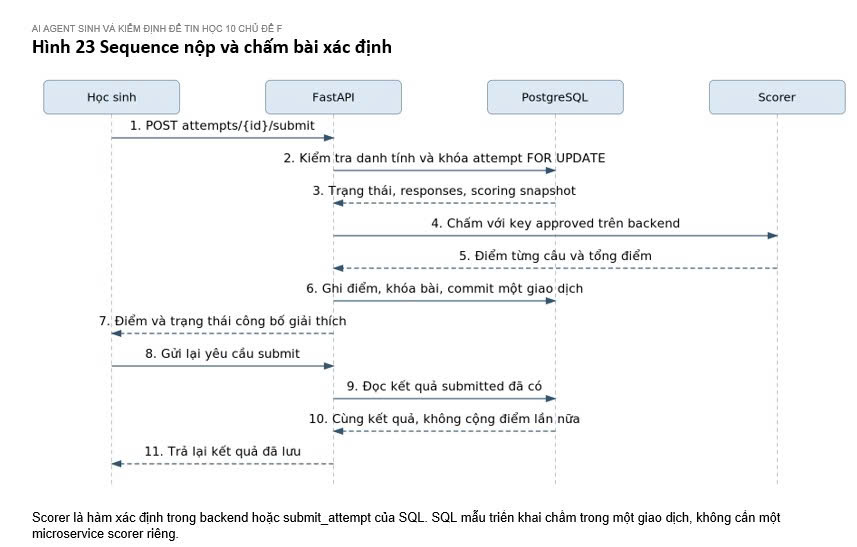 AI AGENT SINH VÀ KIỂM ĐỊNH ĐỀ TIN HỌC 10 CHỦ ĐỀ F
Hình 23 Sequence nộp và chấm bài xác định
Học sinh
FastAPI
PostgreSQL
Scorer
1. POST attempts/{id}/submit
2. Kiểm tra danh tính và khóa attempt FOR UPDATE
3. Trạng thái, responses, scoring snapshot
4. Chấm với key approved trên backend
5. Điểm từng câu và tổng điểm
6. Ghi điểm, khóa bài, commit một giao dịch
7. Điểm và trạng thái công bố giải thích
8. Gửi lại yêu cầu submit
9. Đọc kết quả submitted đã có
10. Cùng kết quả, không cộng điểm lần nữa
11. Trả lại kết quả đã lưu
Scorer là hàm xác định trong backend hoặc submit_attempt của SQL. SQL mẫu triển khai chấm trong một giao dịch, không cần một
microservice scorer riêng.